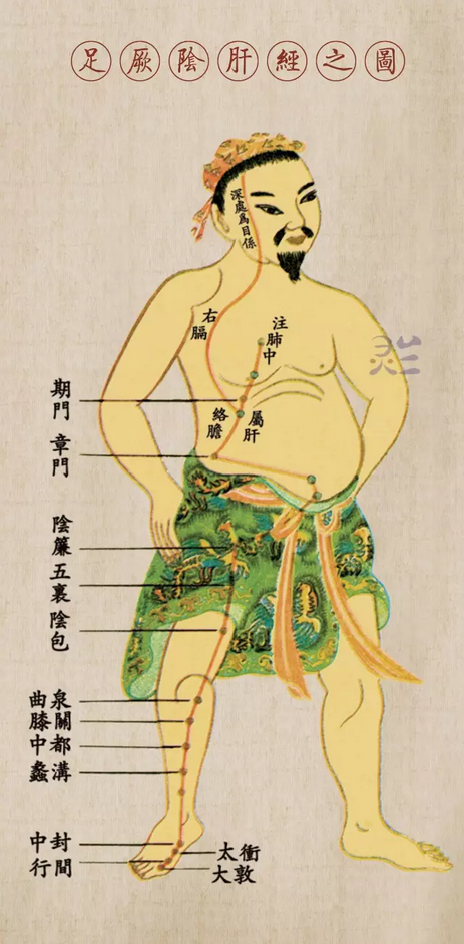 足厥陰肝經之圖
深處爲目係
右膈
注肺中
期門
絡膽
屬肝
章門
陰簾
五裏
陰包
曲泉
膝關
中都
蠡溝
中封
行間
太衝
大敦